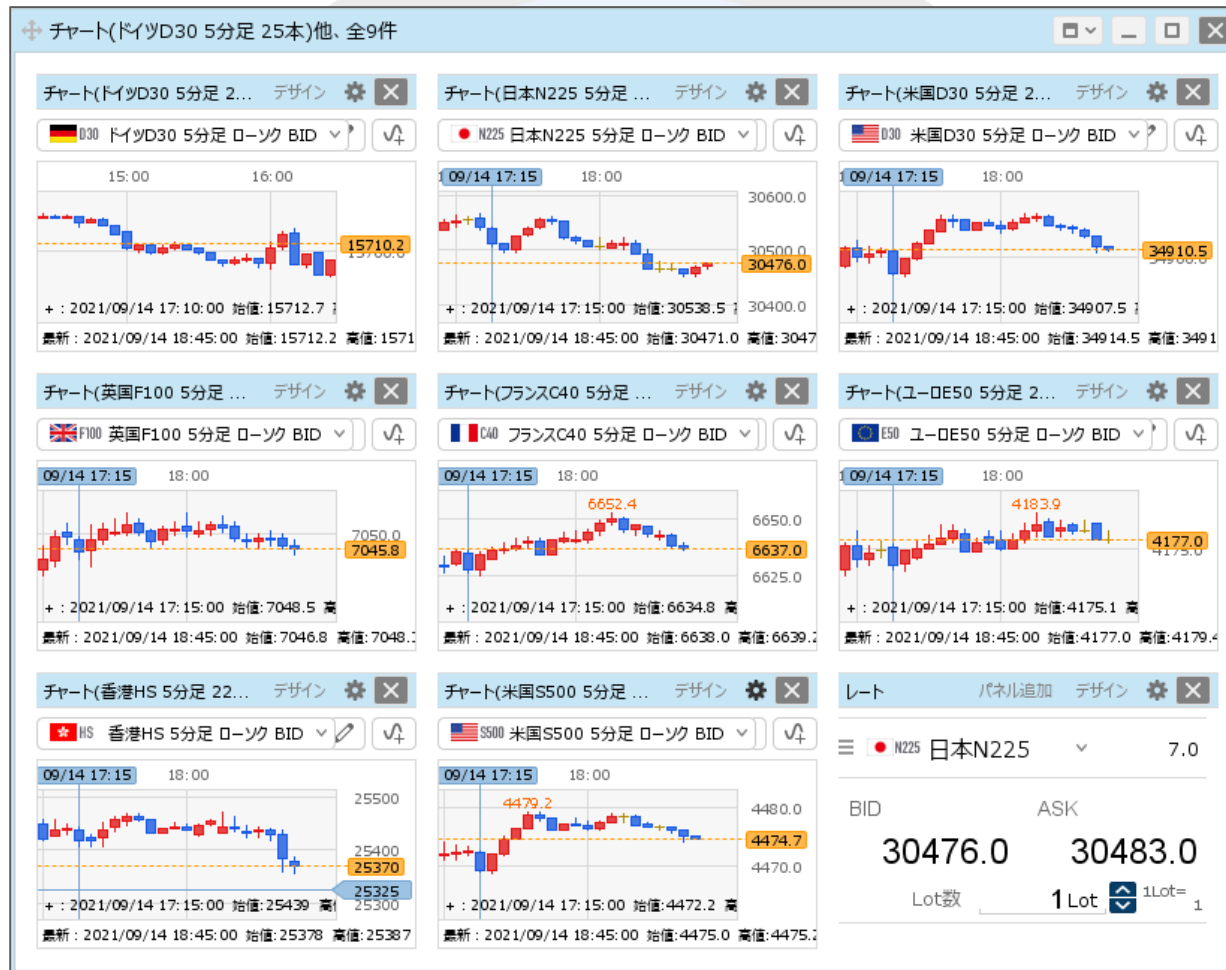 チャート(ドイツD30 5分足 25本)他、全9件
チャート(ドイツD30 5分足 2... デザイン
D30 ドイツD30 5分足 ローソク BID
15:00 16:00
15710.2
+ : 2021/09/14 17:10:00 始値:15712.7
最新 : 2021/09/14 18:45:00 始値:15712.2 高値:1571
チャート(日本N225 5分足 ... デザイン
N225 日本N225 5分足 ローソク BID
09/14 17:15 18:00
30600.0
30500.0
30476.0
30400.0
+ : 2021/09/14 17:15:00 始値:30538.5
最新 : 2021/09/14 18:45:00 始値:30471.0 高値:3047
チャート(米国D30 5分足 2... デザイン
D30 米国D30 5分足 ローソク BID
09/14 17:15 18:00
34910.5
+ : 2021/09/14 17:15:00 始値:34907.5
最新 : 2021/09/14 18:45:00 始値:34914.5 高値:3491
チャート(英国F100 5分足 ... デザイン
F100 英国F100 5分足 ローソク BID
09/14 17:15 18:00
7050.0
7045.8
+ : 2021/09/14 17:15:00 始値:7048.5 高
最新 : 2021/09/14 18:45:00 始値:7046.8 高値:7048.
チャート(フランスC40 5分足 ... デザイン
C40 フランスC40 5分足 ローソク BID
09/14 17:15 18:00
6652.4
6650.0
6637.0
6625.0
+ : 2021/09/14 17:15:00 始値:6634.8 高
最新 : 2021/09/14 18:45:00 始値:6638.0 高値:6639.2
チャート(ユーロE50 5分足 2... デザイン
E50 ユーロE50 5分足 ローソク BID
09/14 17:15 18:00
4183.9
4177.0
4175.0
+ : 2021/09/14 17:15:00 始値:4175.1 高
最新 : 2021/09/14 18:45:00 始値:4177.0 高値:4179.4
チャート(香港HS 5分足 22... デザイン
HS 香港HS 5分足 ローソク BID
09/14 17:15 18:00
25500
25400
25370
25325
25300
+ : 2021/09/14 17:15:00 始値:25439 高
最新 : 2021/09/14 18:45:00 始値:25378 高値:25387
チャート(米国S500 5分足 ... デザイン
S500 米国S500 5分足 ローソク BID
09/14 17:15 18:00
4479.2
4480.0
4474.7
4470.0
+ : 2021/09/14 17:15:00 始値:4472.2 高
最新 : 2021/09/14 18:45:00 始値:4475.0 高値:4475.2
レート パネル追加 デザイン
N225 日本N225 7.0
BID ASK
30476.0 30483.0
Lot数 1 Lot 1Lot= 1